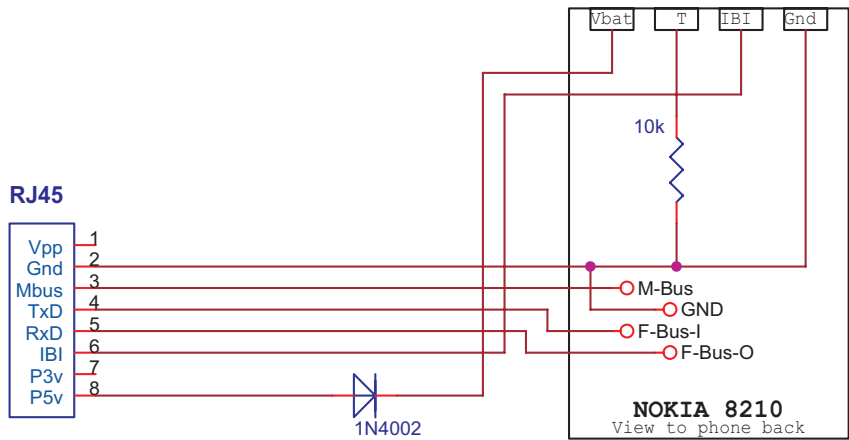 Vbat T IBI Gnd
10k
RJ45
Vpp 1
Gnd 2
Mbus 3
TxD 4
RxD 5
IBI 6
P3v 7
P5v 8
M-Bus
GND
F-Bus-I
F-Bus-O
1N4002
NOKIA 8210
View to phone back